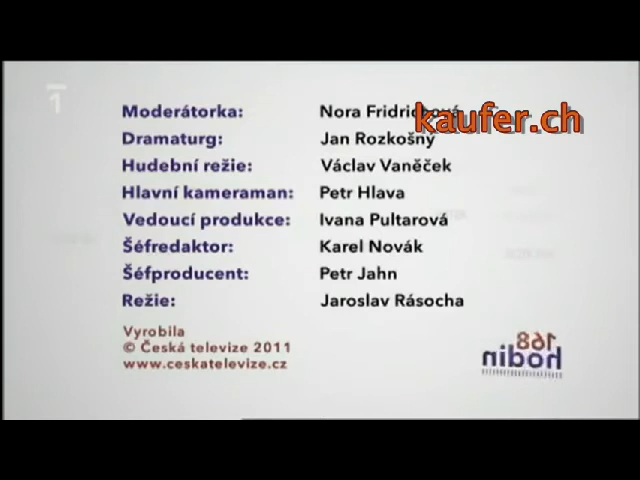 1
kaufer.ch
Moderátorka: Nora Fridrichová
Dramaturg: Jan Rozkošný
Hudební režie: Václav Vaněček
Hlavní kameraman: Petr Hlava
Vedoucí produkce: Ivana Pultarová
Šéfredaktor: Karel Novák
Šéfproducent: Petr Jahn
Režie: Jaroslav Rásocha
Vyrobila
© Česká televize 2011
www.ceskatelevize.cz
168
hodin